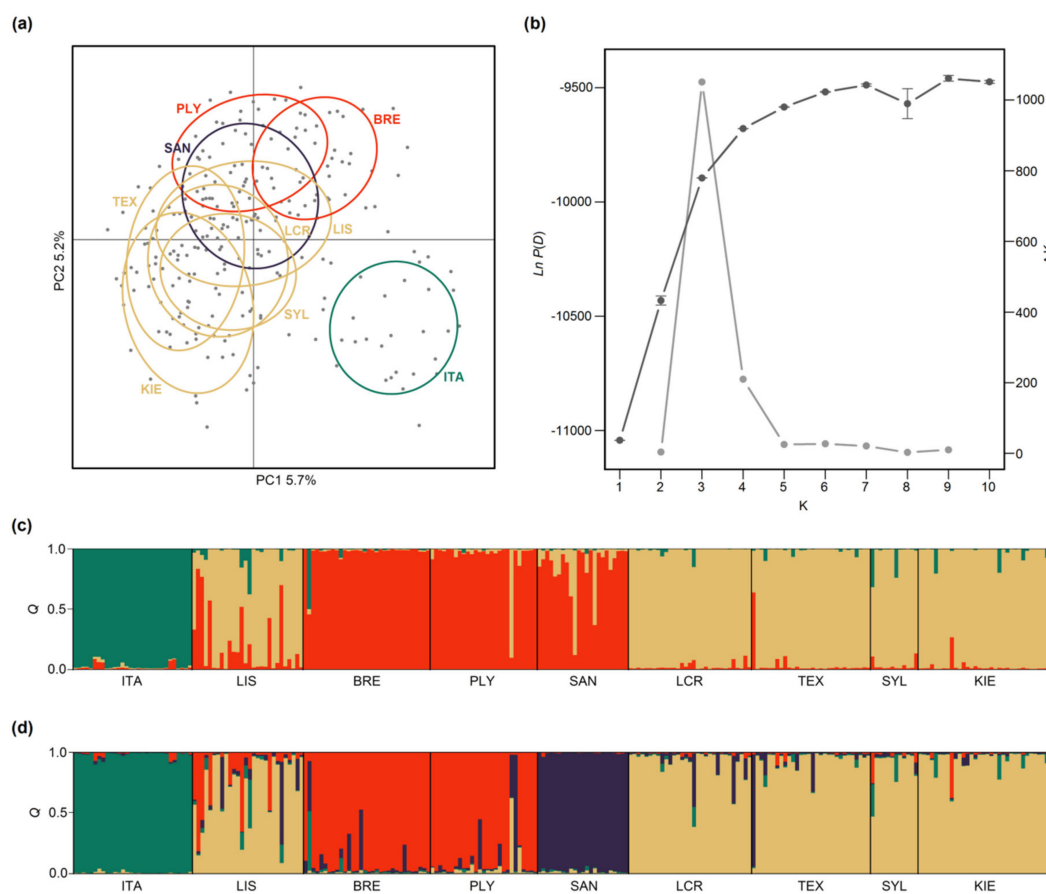 (a)
PLY
BRE
SAN
TEX
LCR
LIS
SYL
ITA
KIE
PC2 5.2%
PC1 5.7%
(b)
-9500
-10000
-10500
-11000
Ln P(D)
1000
800
600
400
200
0
1 2 3 4 5 6 7 8 9 10
K
(c)
1.0
0.5
0.0
Q
ITA LIS BRE PLY SAN LCR TEX SYL KIE
(d)
1.0
0.5
0.0
Q
ITA LIS BRE PLY SAN LCR TEX SYL KIE